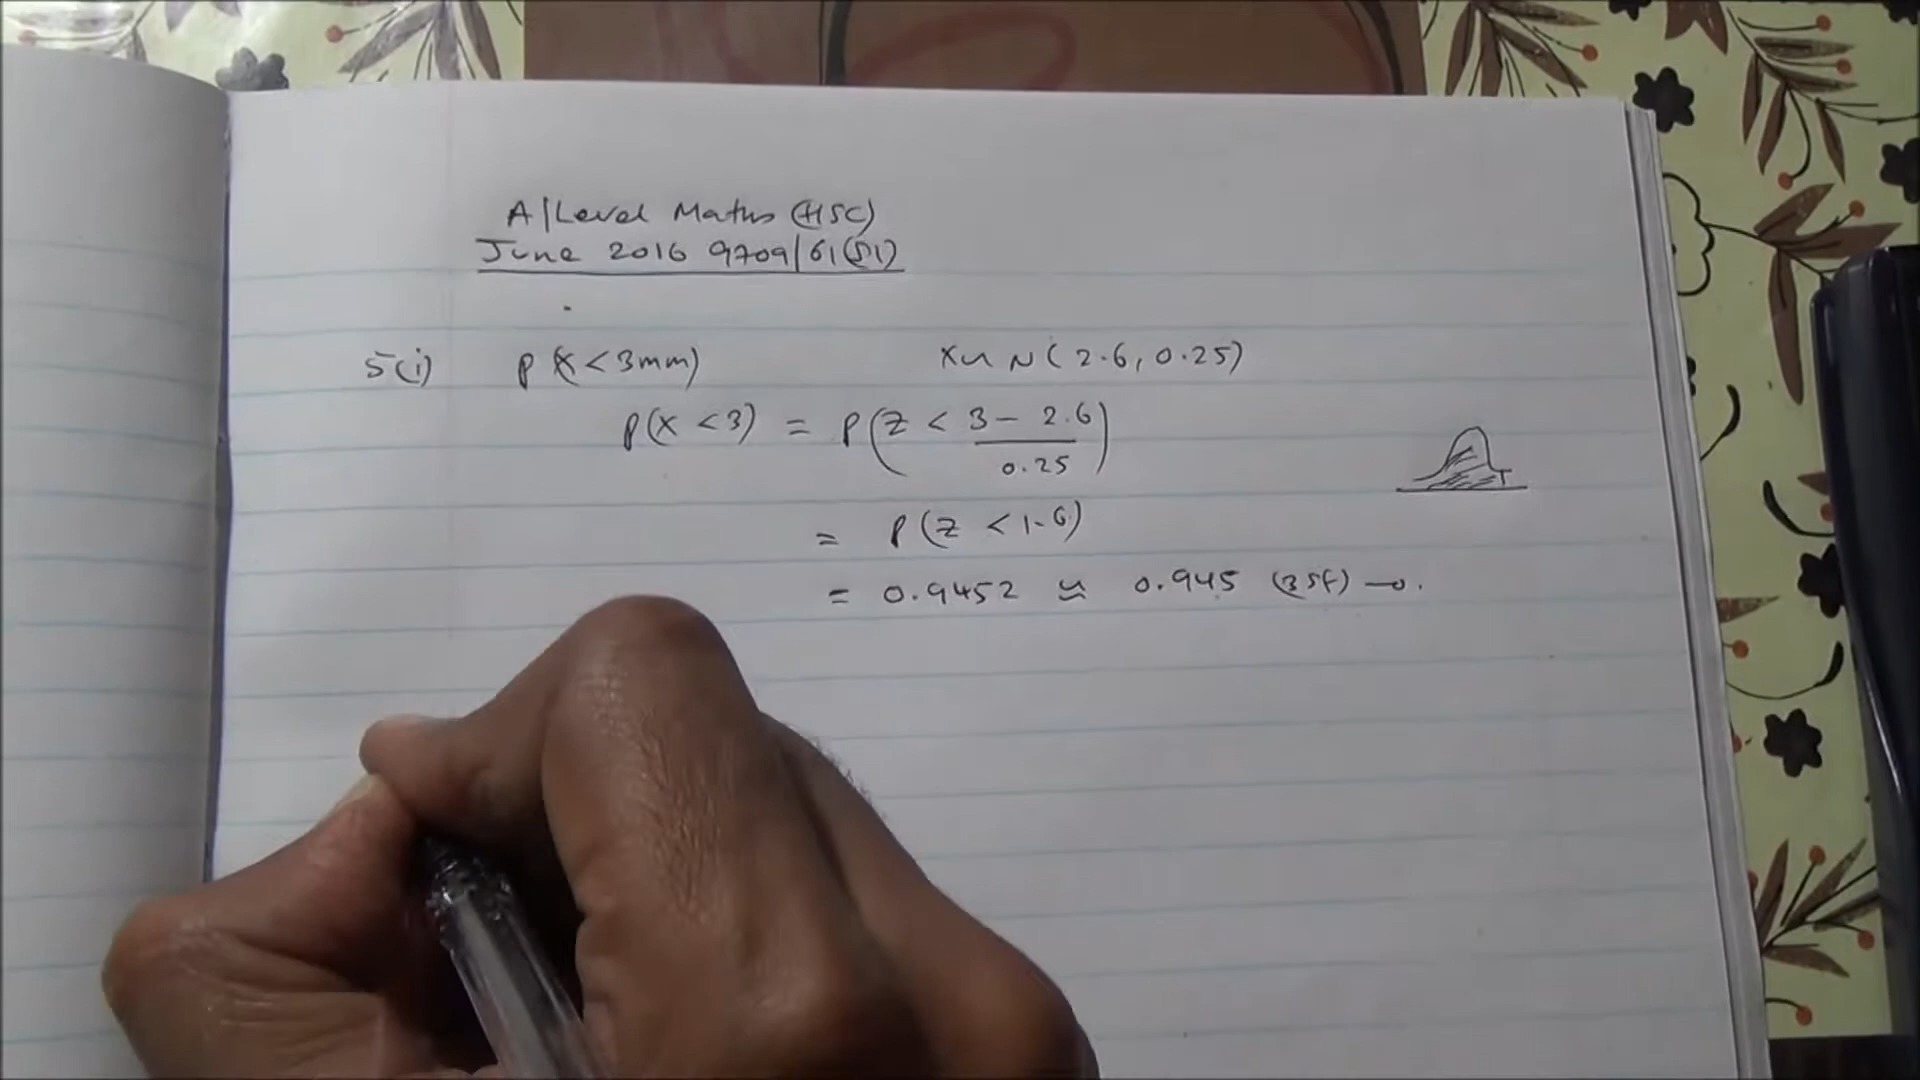 A/Level Maths (HSC)
June 2016 9709/61(S1)
5(i) P(x<3mm) X~N(2.6,0.25)
P(X<3) = P(Z < 3-2.6/0.25)
= P(Z <1.6)
= 0.9452 ≈ 0.945 (3sf)